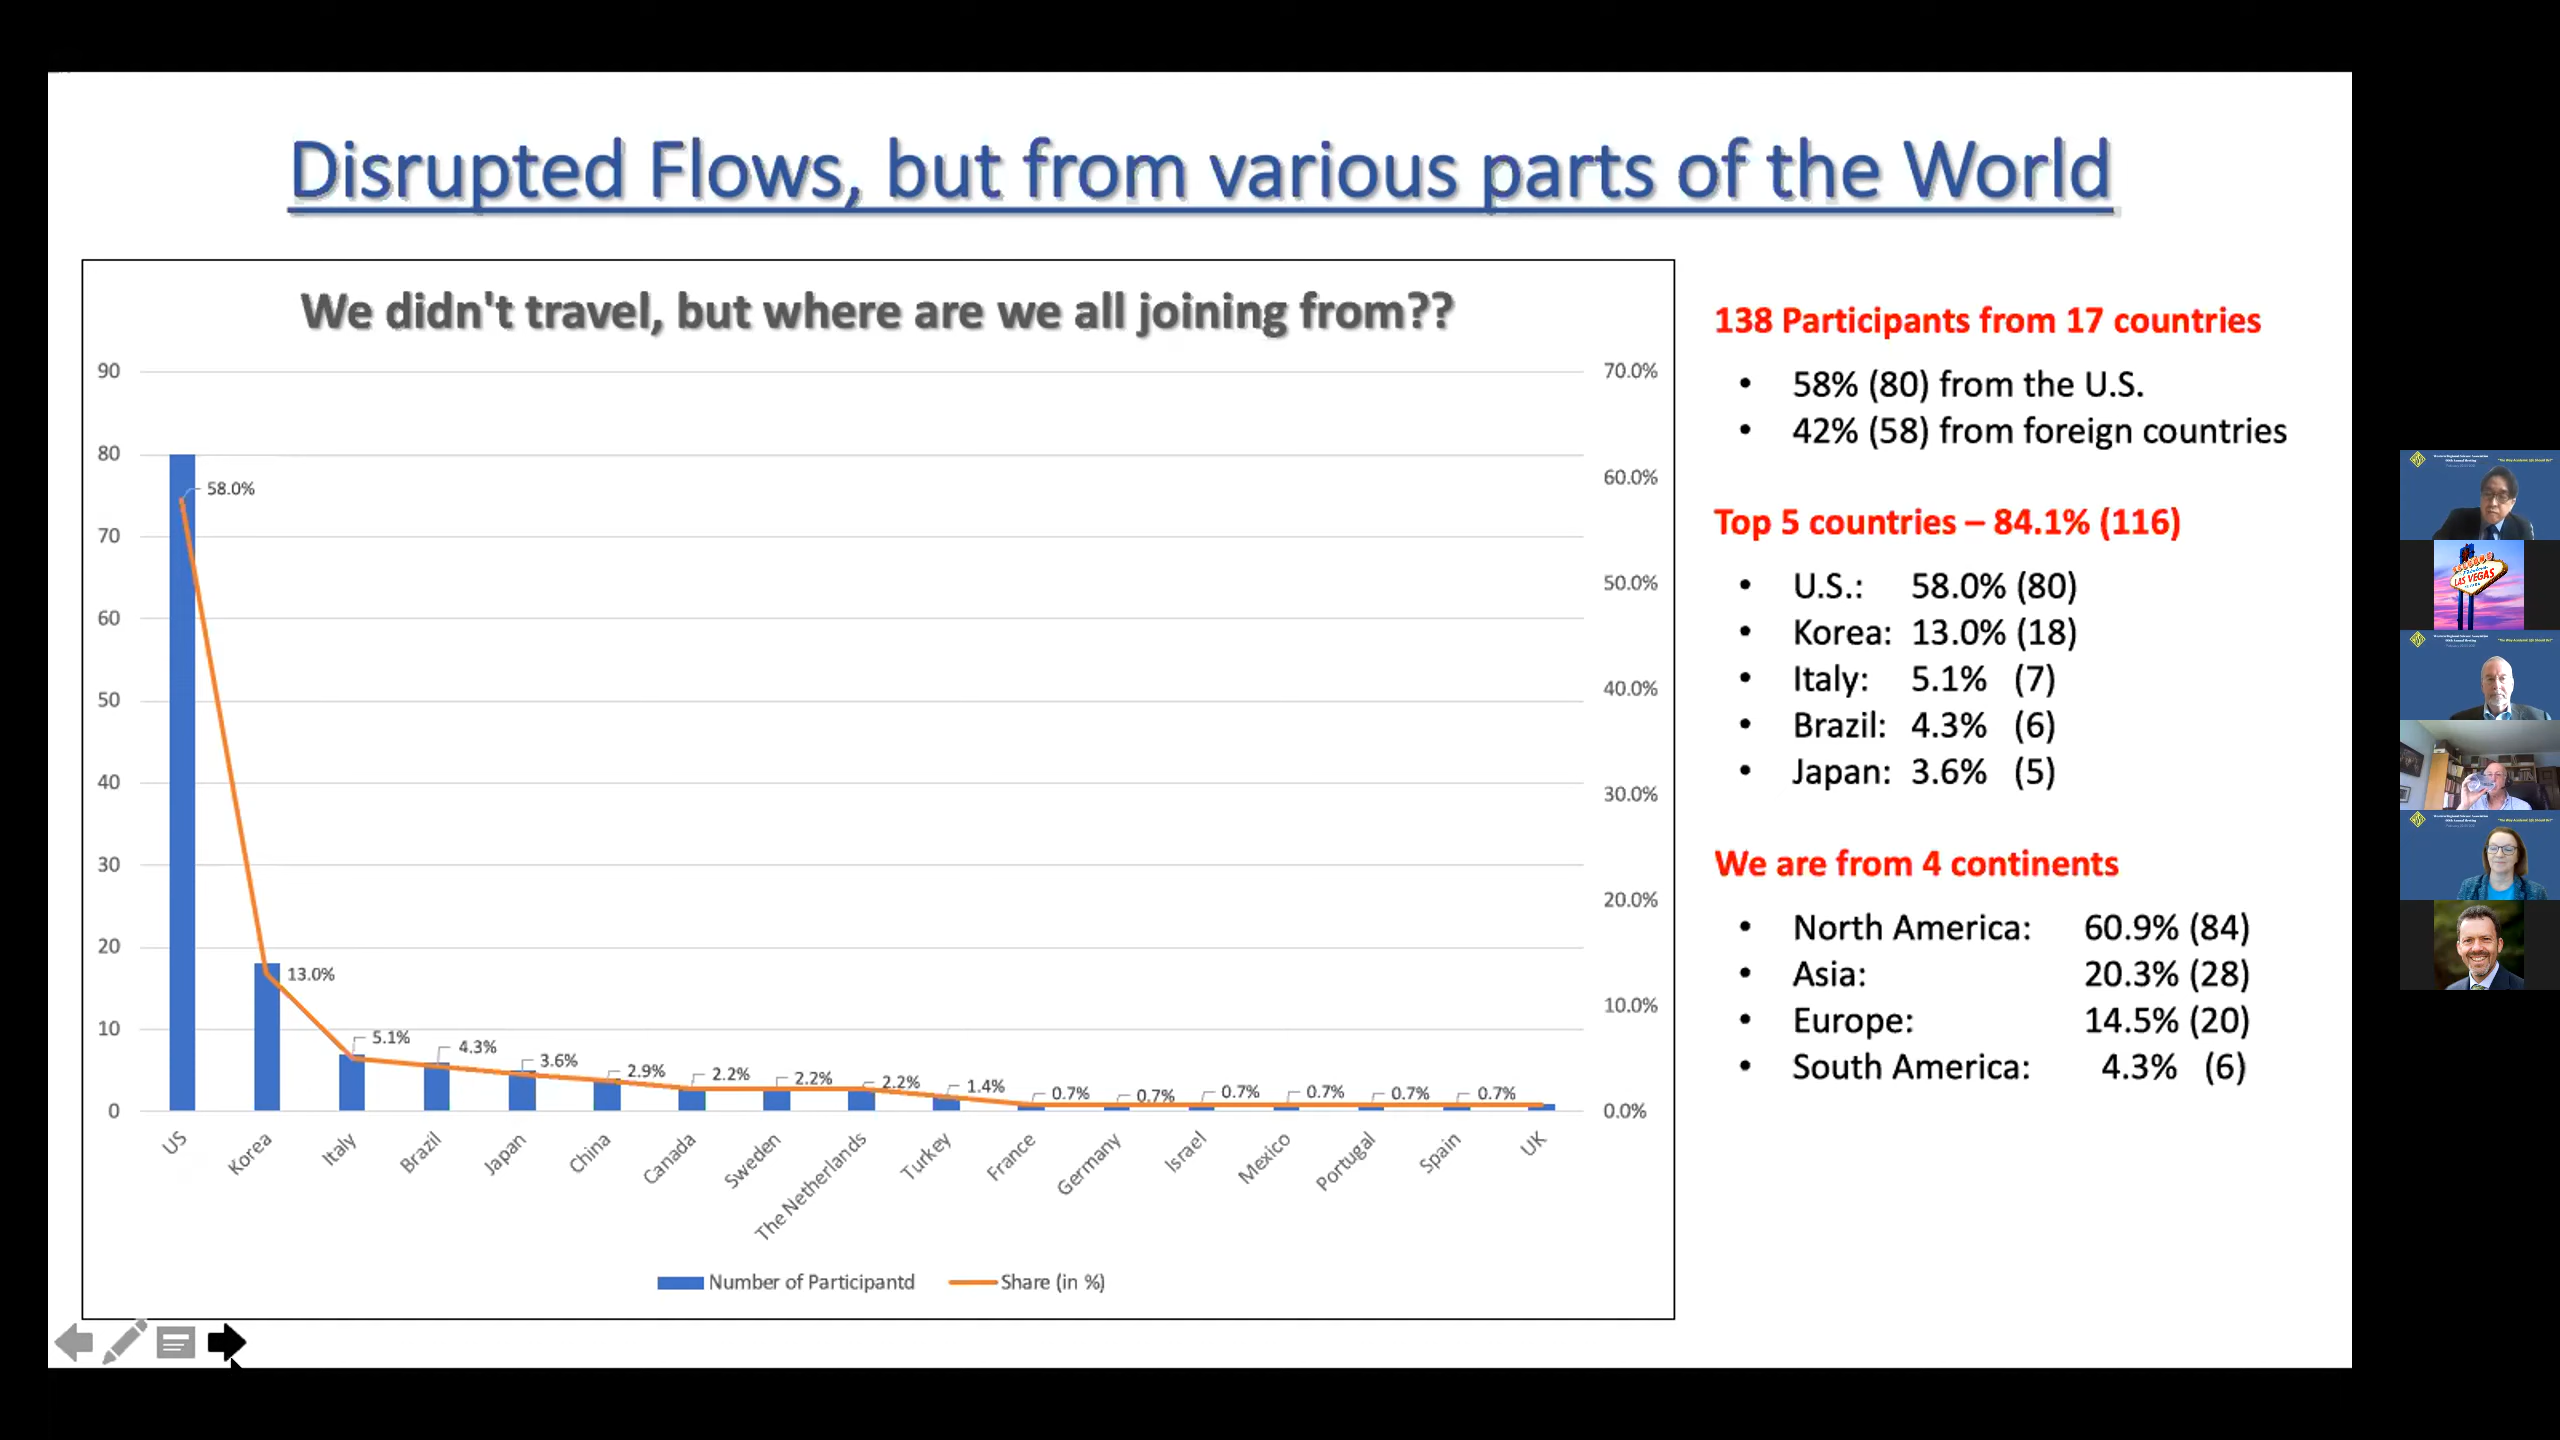 Disrupted Flows, but from various parts of the World
We didn't travel, but where are we all joining from??
90
80
70
60
50
40
30
20
10
0
70.0%
60.0%
50.0%
40.0%
30.0%
20.0%
10.0%
0.0%
58.0%
13.0%
5.1%
4.3%
3.6%
2.9%
2.2%
2.2%
2.2%
1.4%
0.7%
0.7%
0.7%
0.7%
0.7%
0.7%
US
Korea
Italy
Brazil
Japan
China
Canada
Sweden
The Netherlands
Turkey
France
Germany
Israel
Mexico
Portugal
Spain
UK
Number of Participantd
Share (in %)
138 Participants from 17 countries
• 58% (80) from the U.S.
• 42% (58) from foreign countries
Top 5 countries – 84.1% (116)
• U.S.: 58.0% (80)
• Korea: 13.0% (18)
• Italy: 5.1% (7)
• Brazil: 4.3% (6)
• Japan: 3.6% (5)
We are from 4 continents
• North America: 60.9% (84)
• Asia: 20.3% (28)
• Europe: 14.5% (20)
• South America: 4.3% (6)
LAS VEGAS